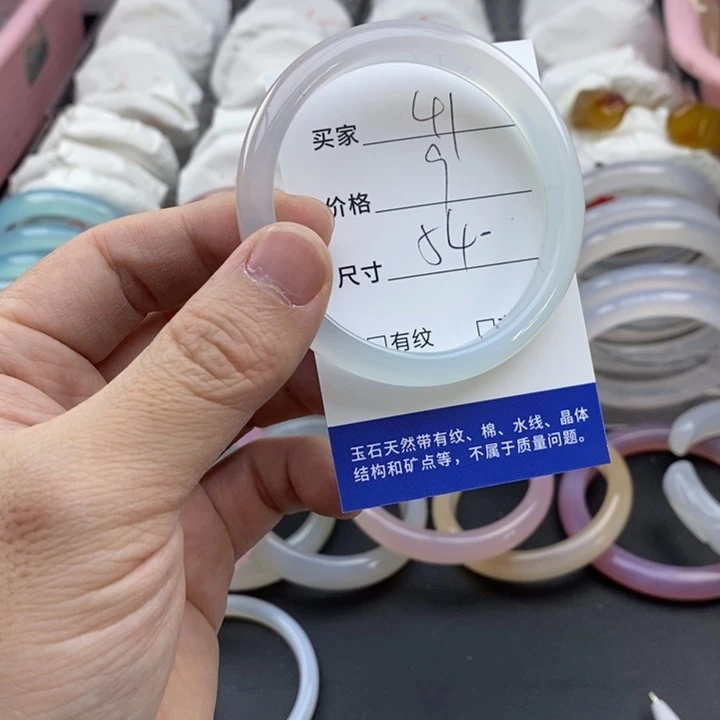 买家 41
价格 9
尺寸 54-
有纹
玉石天然带有纹、棉、水线、晶体
结构和矿点等，不属于质量问题。